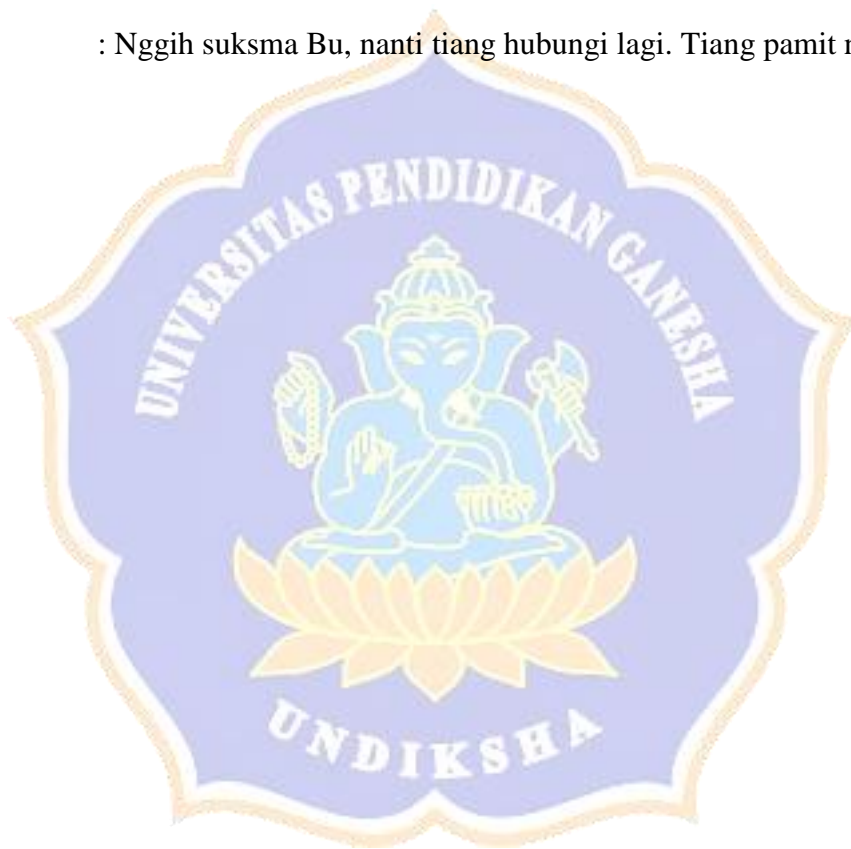 : Nggih suksma Bu, nanti tiang hubungi lagi. Tiang pamit
UNIVERSITAS PENDIDIKAN GANESHA
UNDIKSHA